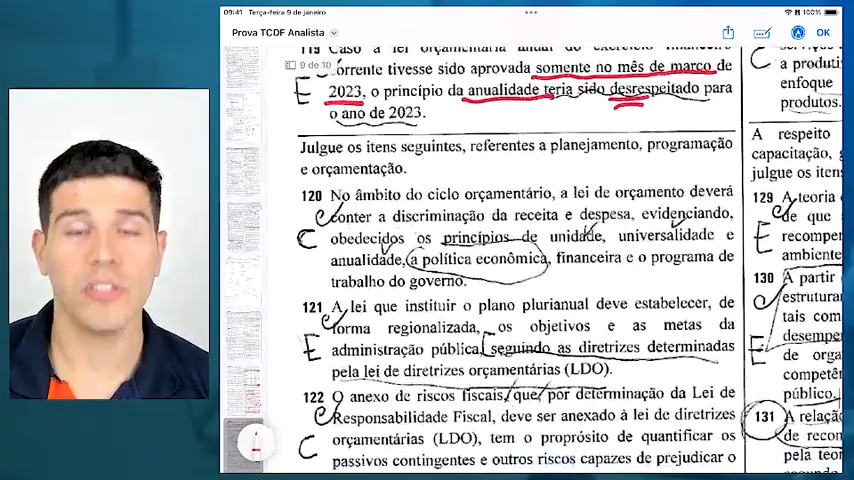 09:41 Terça-feira 9 de janeiro
100%
Prova TCDF Analista
OK
119 Caso a lei orçamentária anual do exercício financeiro
9 de 10
corrente tivesse sido aprovada somente no mês de março de
2023, o princípio da anualidade teria sido desrespeitado para
E
o ano de 2023.
Julgue os itens seguintes, referentes a planejamento, programação
e orçamentação.
120 No âmbito do ciclo orçamentário, a lei de orçamento deverá
conter a discriminação da receita e despesa, evidenciando,
C
obedecidos os princípios de unidade, universalidade e
anualidade, a política econômica, financeira e o programa de
trabalho do governo.
121 A lei que instituir o plano plurianual deve estabelecer, de
forma regionalizada, os objetivos e as metas da
E
administração pública, seguindo as diretrizes determinadas
pela lei de diretrizes orçamentárias (LDO).
122 O anexo de riscos fiscais, que, por determinação da Lei de
Responsabilidade Fiscal, deve ser anexado à lei de diretrizes
C
orçamentárias (LDO), tem o proprósito de quantificar os
passivos contingentes e outros riscos capazes de prejudicar o
C
a produti
enfoque
produtos.
A respeito
capacitação,
julgue os itens
129 A teoria
de que
E
recompen
ambiente
130 A partir
estruturar
tais com
desempe
E
de orga
competên
público.
131 A relação
de recon
pela teor